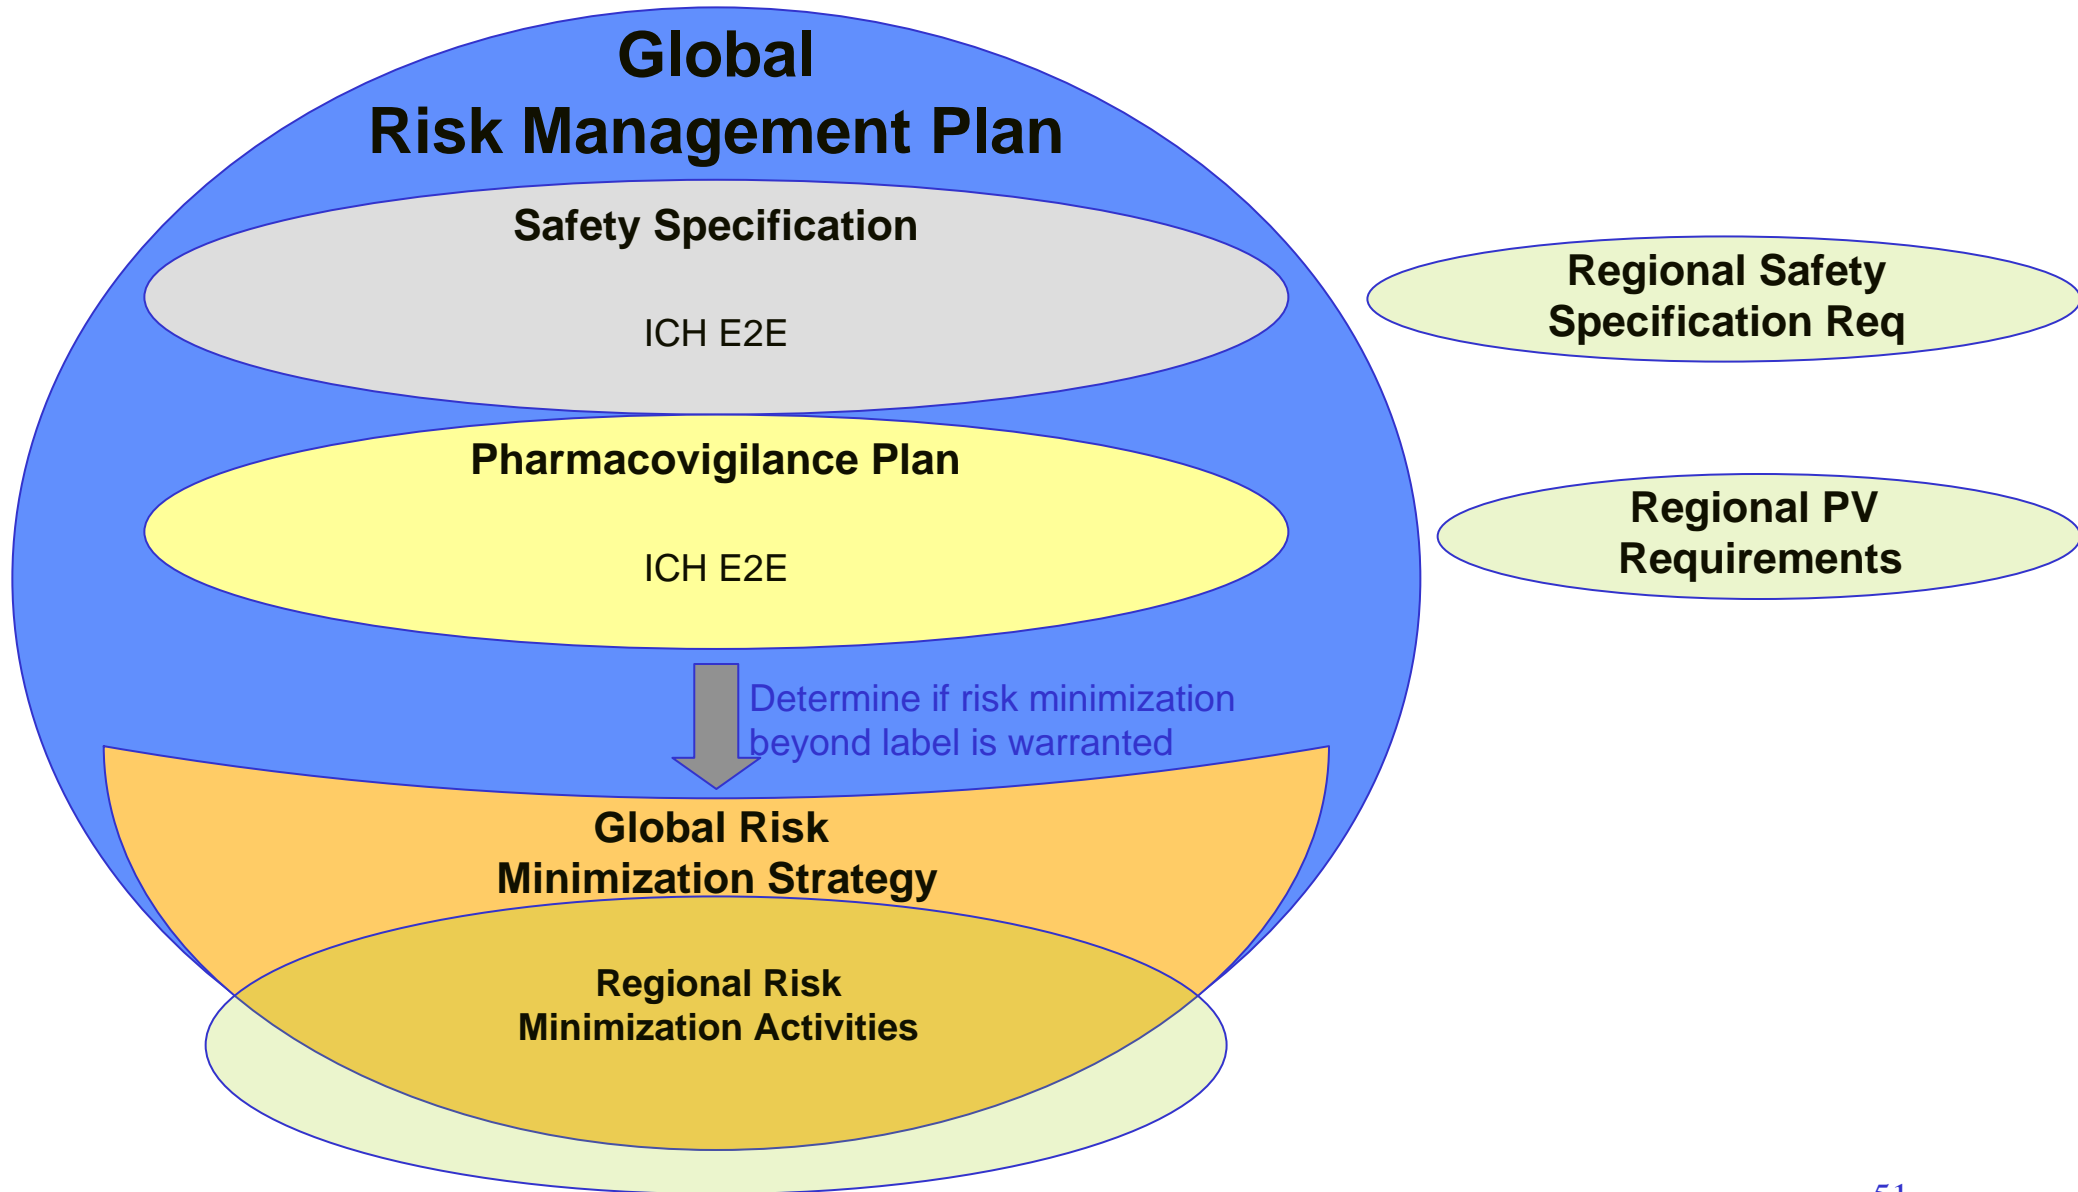 Global
Risk Management Plan
Safety Specification
ICH E2E
Regional Safety
Specification Req
Pharmacovigilance Plan
ICH E2E
Regional PV
Requirements
Determine if risk minimization
beyond label is warranted
Global Risk
Minimization Strategy
Regional Risk
Minimization Activities
51